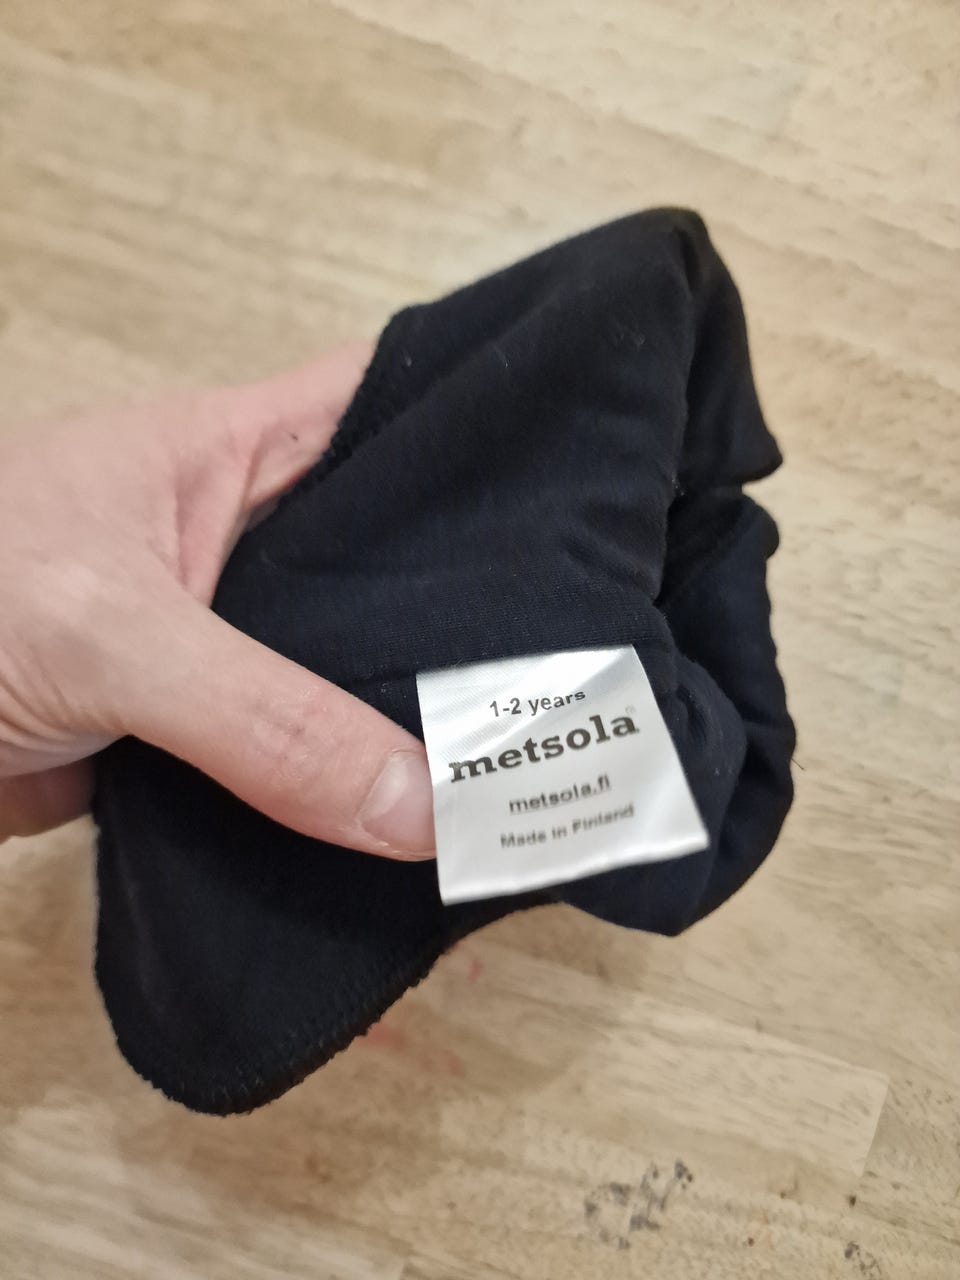 1-2 years
metsola®
metsola.fi
Made in Finland